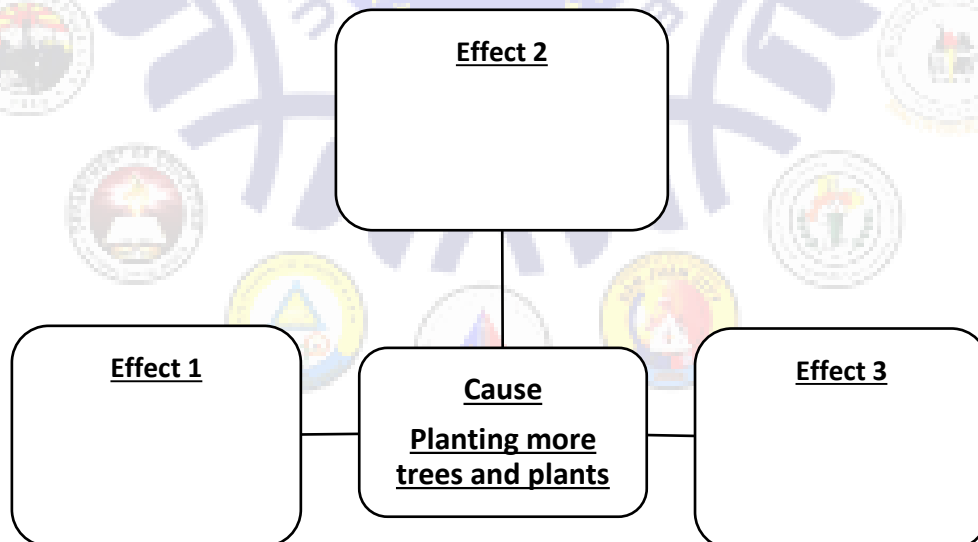 Effect 2
Effect 1
Cause
Planting more
trees and plants
Effect 3